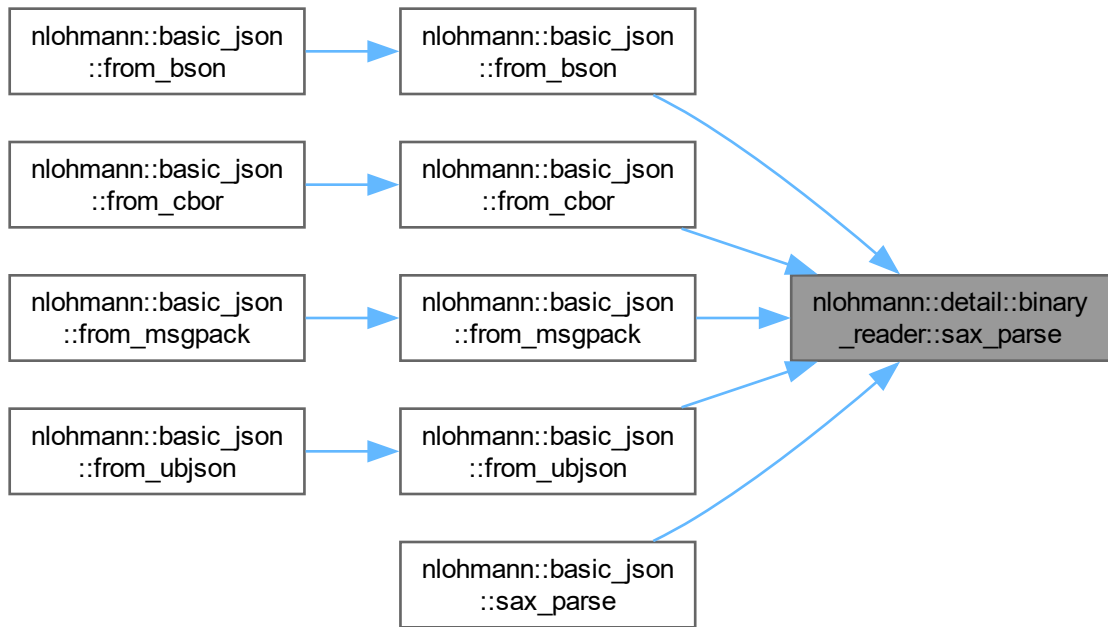 nlohmann::basic_json
::from_bson
nlohmann::basic_json
::from_bson
nlohmann::basic_json
::from_cbor
nlohmann::basic_json
::from_cbor
nlohmann::basic_json
::from_msgpack
nlohmann::basic_json
::from_msgpack
nlohmann::detail::binary
_reader::sax_parse
nlohmann::basic_json
::from_ubjson
nlohmann::basic_json
::from_ubjson
nlohmann::basic_json
::sax_parse